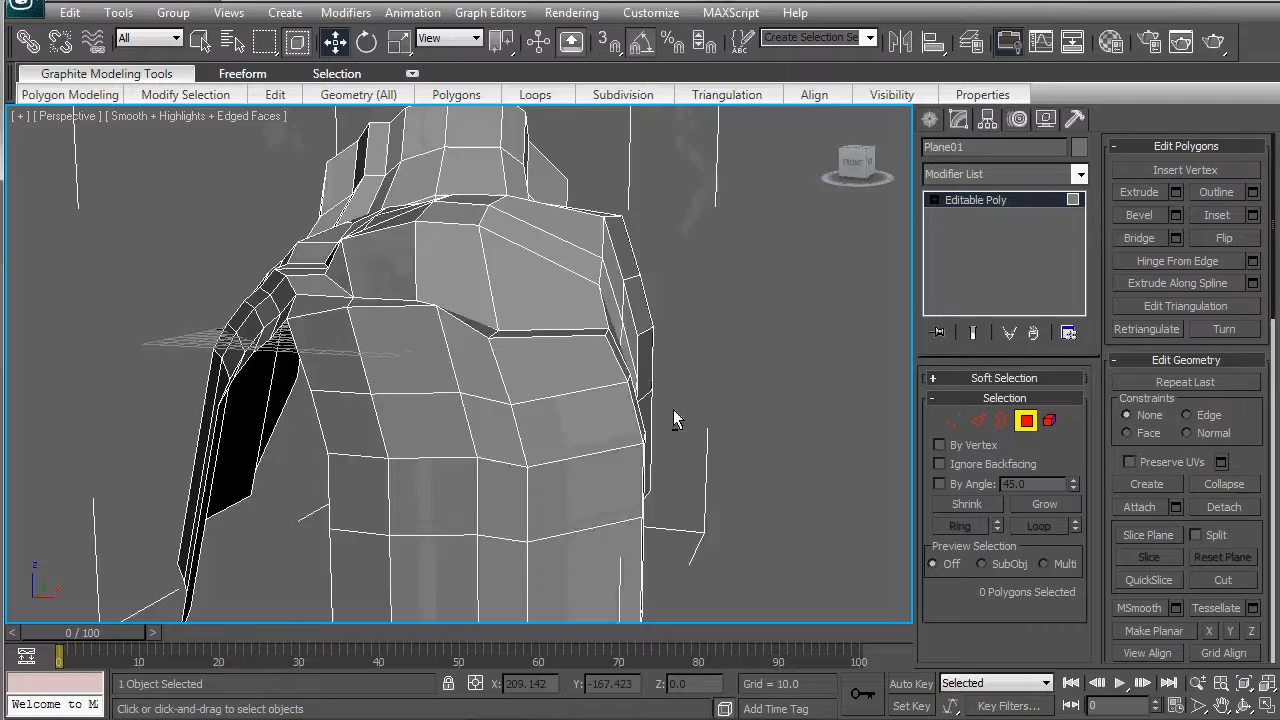 Edit Tools Group Views Create Modifiers Animation Graph Editors Rendering Customize MAXScript Help
All View 3 Create Selection Se
Graphite Modeling Tools Freeform Selection
Polygon Modeling Modify Selection Edit Geometry (All) Polygons Loops Subdivision Triangulation Align Visibility Properties
[ + ] [ Perspective ] [ Smooth + Highlights + Edged Faces ]
FRONT
z
x
Plane01
Modifier List
Editable Poly
Soft Selection
Selection
By Vertex
Ignore Backfacing
By Angle: 45.0
Shrink Grow
Ring Loop
Preview Selection
Off SubObj Multi
0 Polygons Selected
Edit Polygons
Insert Vertex
Extrude Outline
Bevel Inset
Bridge Flip
Hinge From Edge
Extrude Along Spline
Edit Triangulation
Retriangulate Turn
Edit Geometry
Repeat Last
Constraints
None Edge
Face Normal
Preserve UVs
Create Collapse
Attach Detach
Slice Plane Split
Slice Reset Plane
QuickSlice Cut
MSmooth Tessellate
Make Planar X Y Z
View Align Grid Align
< 0 / 100 >
0 10 20 30 40 50 60 70 80 90 100
1 Object Selected X: 209.142 Y: -167.423 Z: 0.0 Grid = 10.0 Auto Key Selected
Welcome to M Click or click-and-drag to select objects Add Time Tag Set Key Key Filters... 0